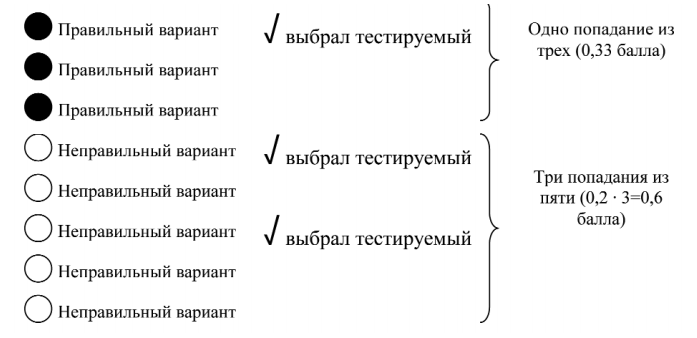 Правильный вариант √ выбрал тестируемый
Правильный вариант
Правильный вариант
Одно попадание из
трех (0,33 балла)
Неправильный вариант √ выбрал тестируемый
Неправильный вариант
Неправильный вариант √ выбрал тестируемый
Неправильный вариант
Неправильный вариант
Три попадания из
пяти (0,2 · 3=0,6
балла)